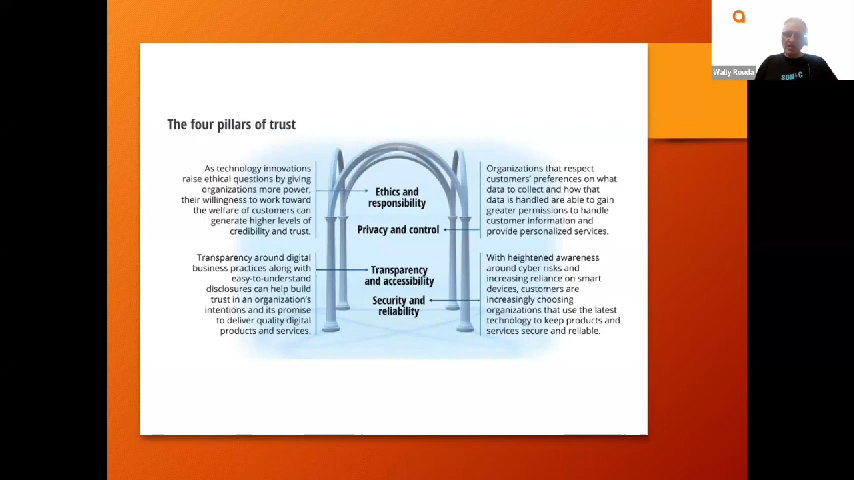 Wally Rouda
The four pillars of trust
As technology innovations
raise ethical questions by giving
organizations more power,
their willingness to work toward
the welfare of customers can
generate higher levels of
credibility and trust.
Ethics and
responsibility
Organizations that respect
customers' preferences on what
data to collect and how that
data is handled are able to gain
greater permissions to handle
customer information and
provide personalized services.
Privacy and control
Transparency around digital
business practices along with
easy-to-understand
disclosures can help build
trust in an organization's
intentions and its promise
to deliver quality digital
products and services.
Transparency
and accessibility
With heightened awareness
around cyber risks and
increasing reliance on smart
devices, customers are
increasingly choosing
organizations that use the latest
technology to keep products and
services secure and reliable.
Security and
reliability